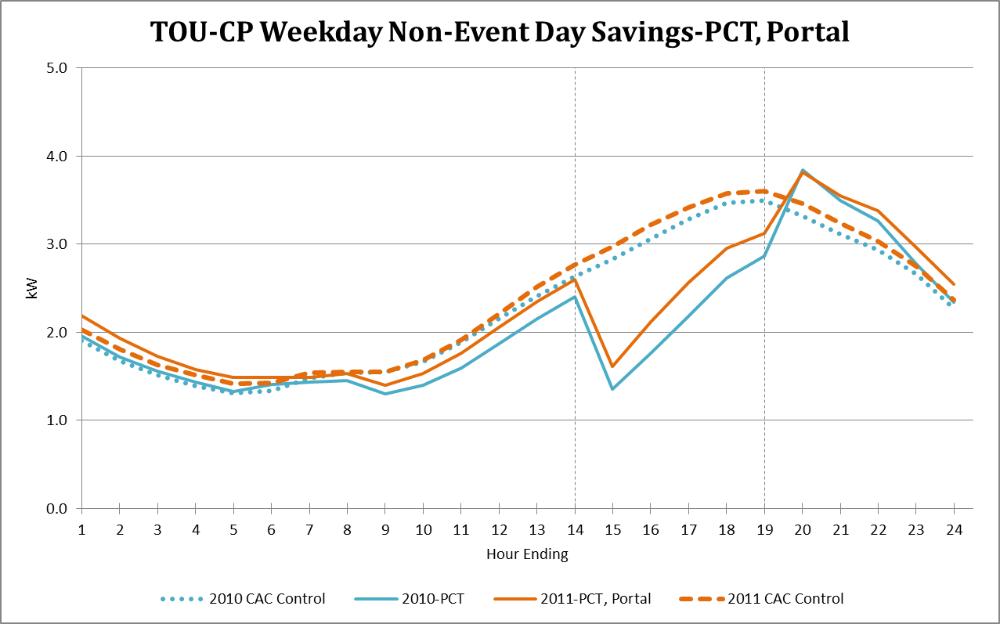 TOU-CP Weekday Non-Event Day Savings-PCT, Portal
5.0
4.0
3.0
2.0
1.0
0.0
kW
1 2 3 4 5 6 7 8 9 10 11 12 13 14 15 16 17 18 19 20 21 22 23 24
Hour Ending
2010 CAC Control 2010-PCT 2011-PCT, Portal 2011 CAC Control